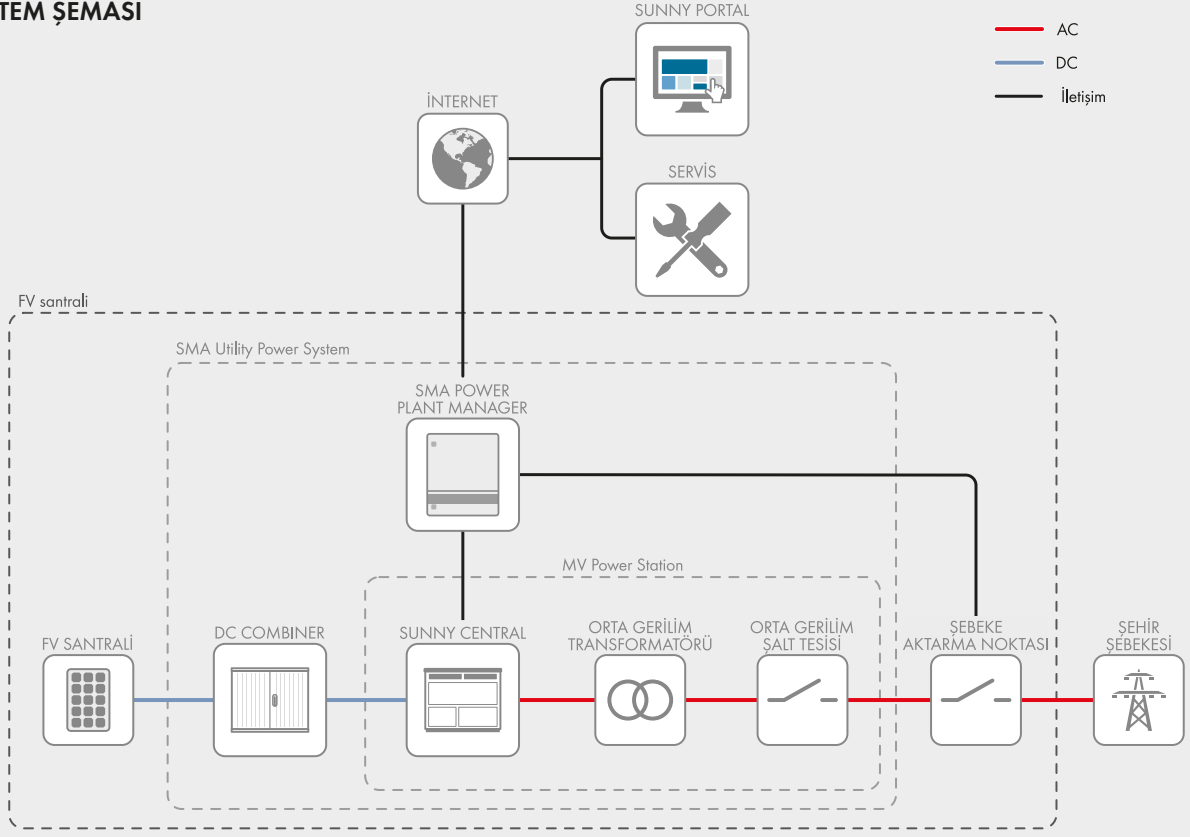 TEM ŞEMASI
SUNNY PORTAL
AC
DC
İletişim
İNTERNET
SERVİS
FV santrali
SMA Utility Power System
SMA POWER
PLANT MANAGER
MV Power Station
FV SANTRALİ
DC COMBINER
SUNNY CENTRAL
ORTA GERİLİM
TRANSFORMATÖRÜ
ORTA GERİLİM
ŞALT TESİSİ
ŞEBEKE
AKTARMA NOKTASI
ŞEHİR
ŞEBEKESİ